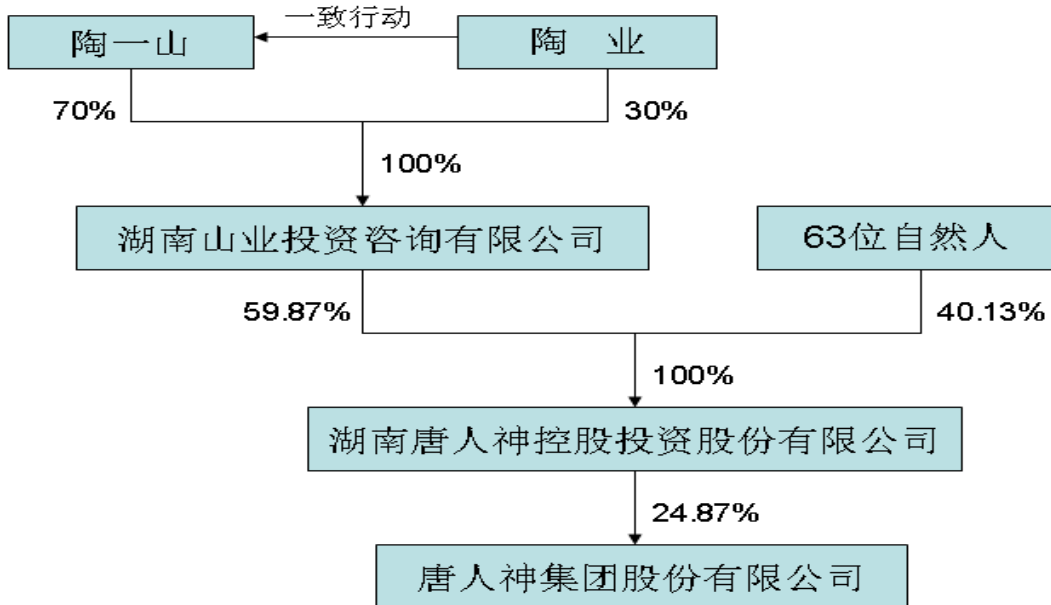 一致行动
陶一山
陶 业
70%
30%
100%
湖南山业投资咨询有限公司
63位自然人
59.87%
40.13%
100%
湖南唐人神控股投资股份有限公司
24.87%
唐人神集团股份有限公司